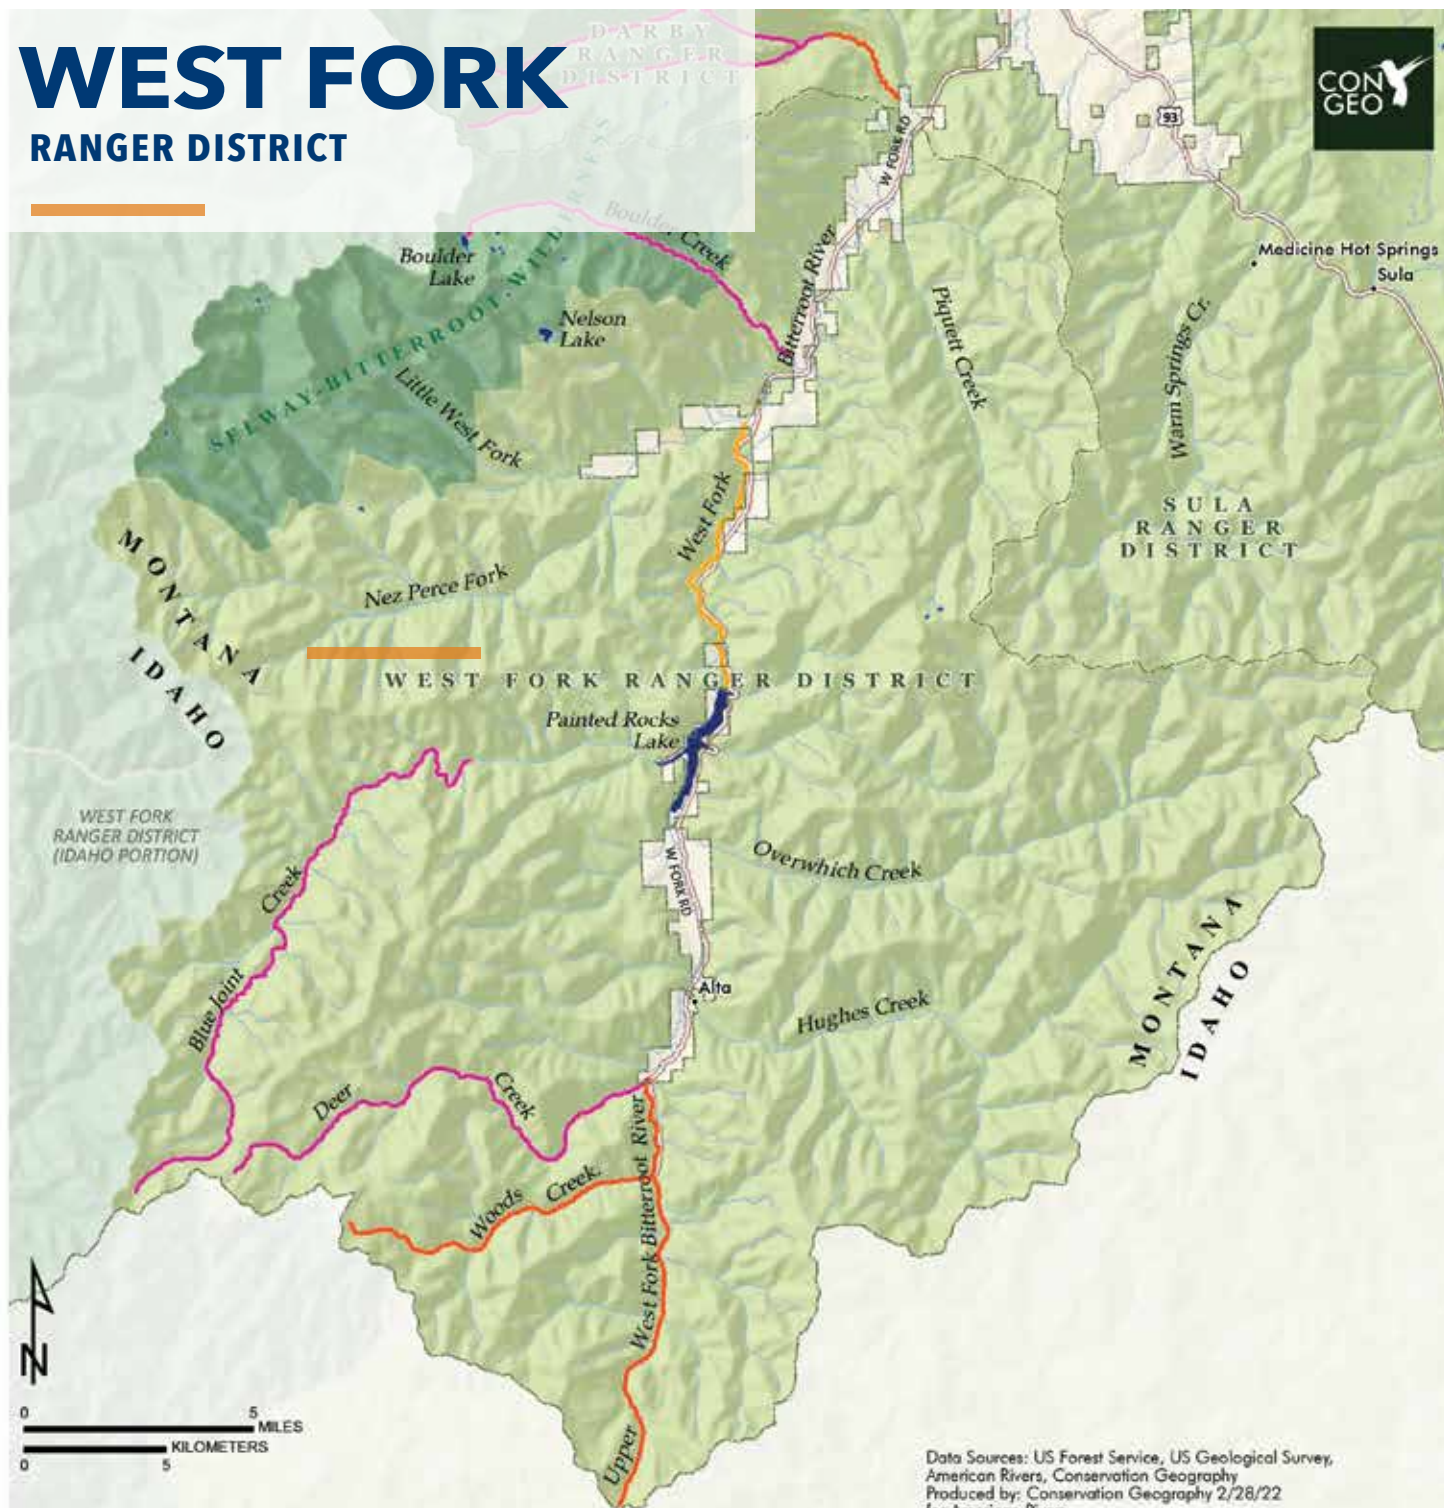 WEST FORK
RANGER DISTRICT
DARBY
RANGER
DISTRICT
CON
GEO
93
W FORK RD
Boulder Creek
Boulder
Lake
SELWAY-BITTERROOT WILDERNESS
Nelson
Lake
Little West Fork
Bitterroot River
Piquett Creek
Medicine Hot Springs
Sula
Warm Springs Cr.
West Fork
SULA
RANGER
DISTRICT
MONTANA
IDAHO
Nez Perce Fork
WEST FORK RANGER DISTRICT
Painted Rocks
Lake
WEST FORK
RANGER DISTRICT
(IDAHO PORTION)
Overwhich Creek
W FORK RD
Blue Joint Creek
Alta
Hughes Creek
MONTANA
IDAHO
Deer Creek
Woods Creek.
Upper West Fork Bitterroot River
N
0 5
MILES
KILOMETERS
0 5
Data Sources: US Forest Service, US Geological Survey,
American Rivers, Conservation Geography
Produced by: Conservation Geography 2/28/22